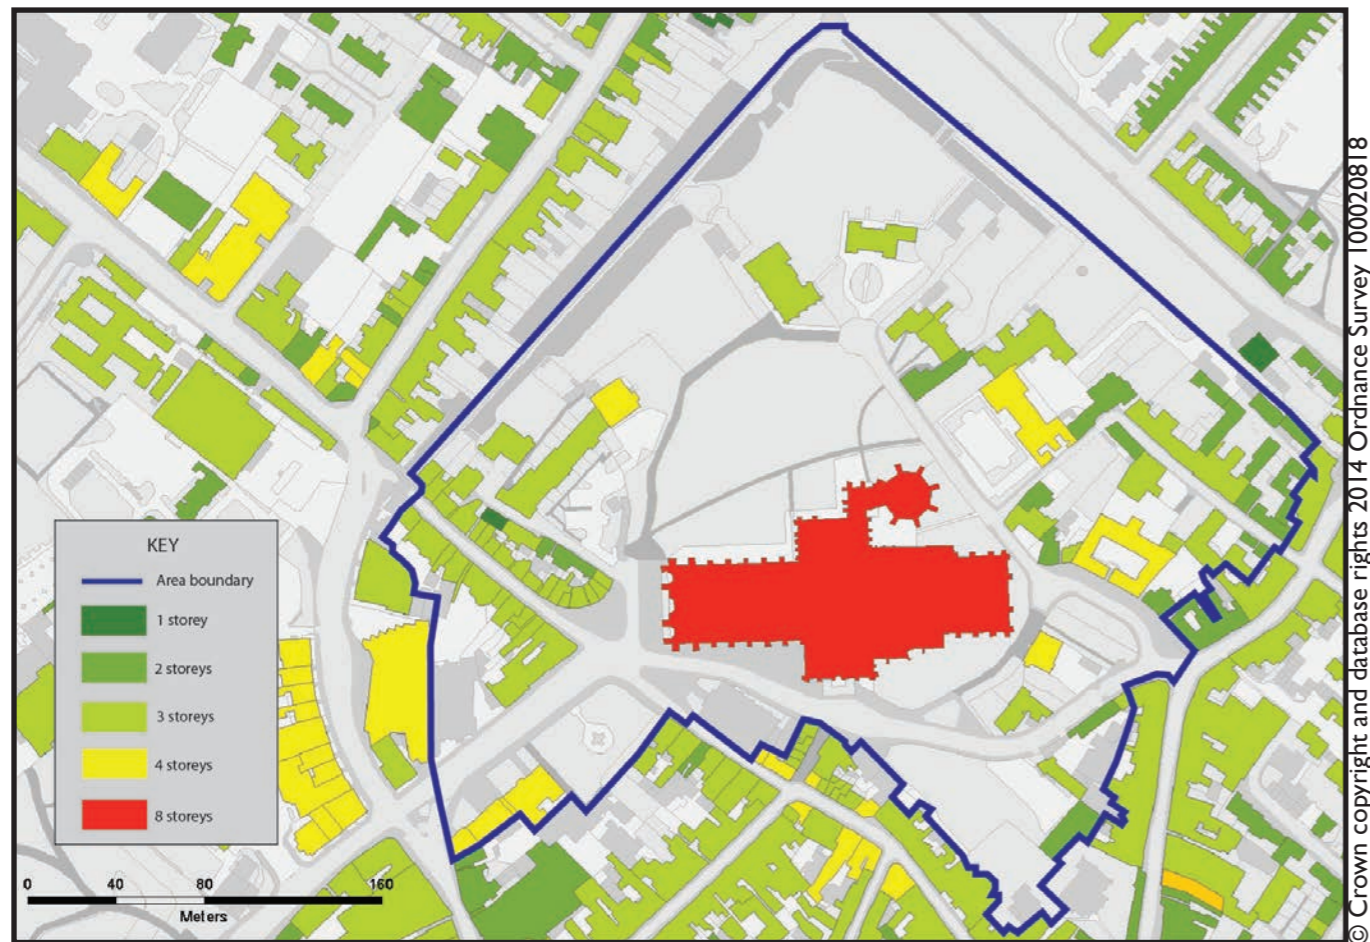 KEY
Area boundary
1 storey
2 storeys
3 storeys
4 storeys
8 storeys
0 40 80 160
Meters
© Crown copyright and database rights 2014 Ordnance Survey 100020818